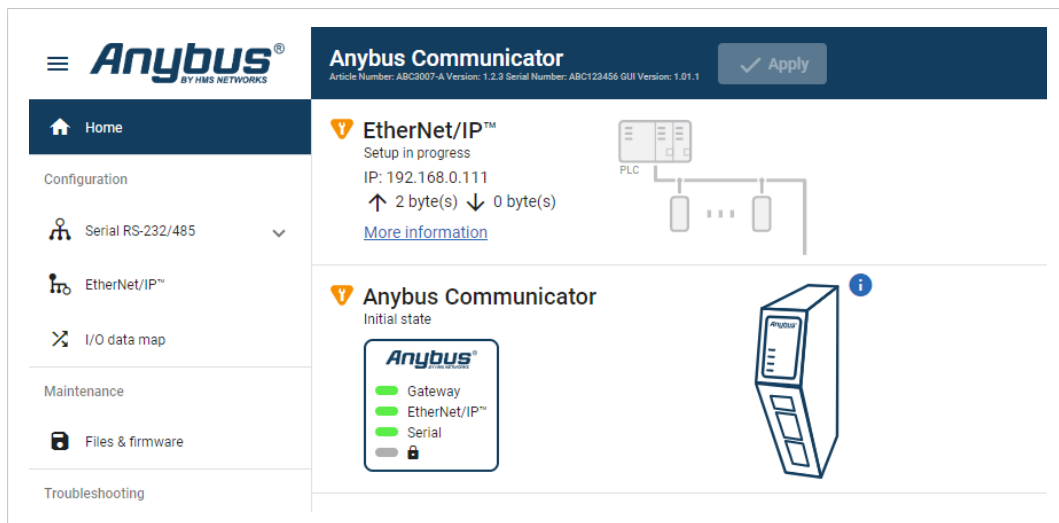 Anybus®
BY HMS NETWORKS
Anybus Communicator
Article Number: ABC3007-A Version: 1.2.3 Serial Number: ABC123456 GUI Version: 1.01.1
Apply
Home
Configuration
Serial RS-232/485
EtherNet/IP™
I/O data map
Maintenance
Files & firmware
Troubleshooting
EtherNet/IP™
Setup in progress
IP: 192.168.0.111
2 byte(s) 0 byte(s)
More information
PLC
Anybus Communicator
Initial state
Anybus®
BY HMS NETWORKS
Gateway
EtherNet/IP™
Serial
Anybus
i